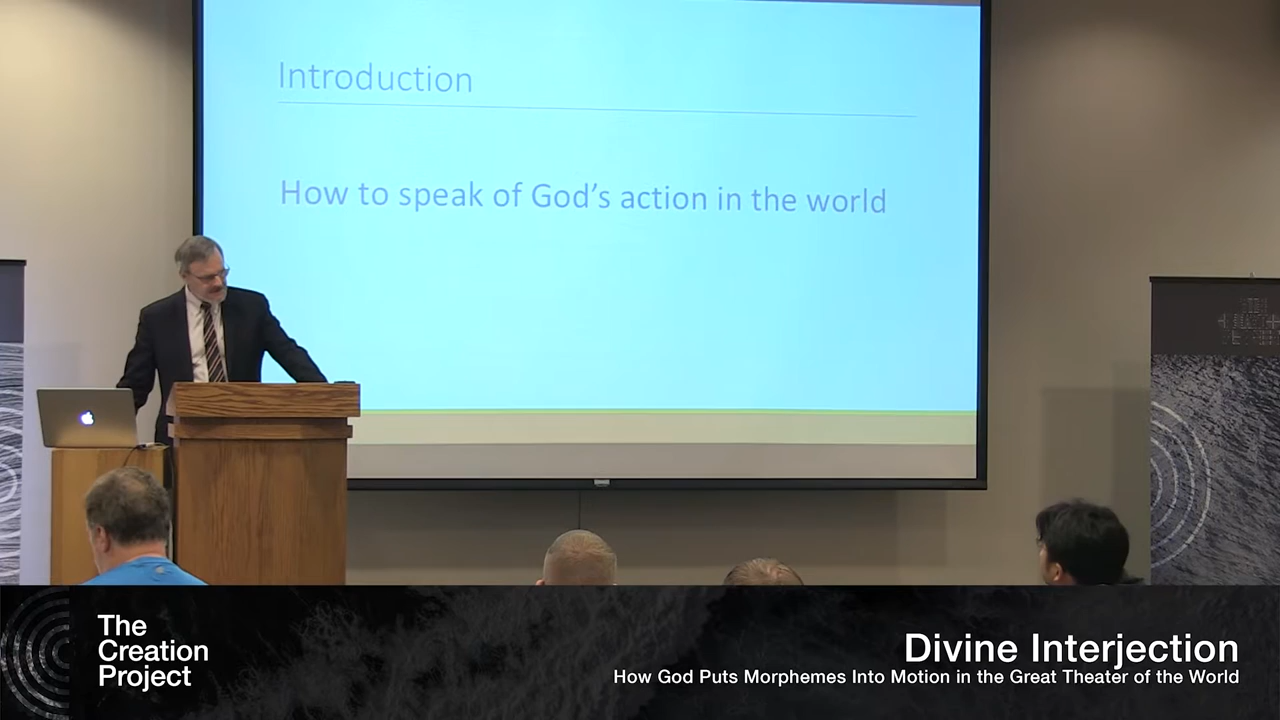 Introduction
How to speak of God's action in the world
The
Creation
Project
Divine Interjection
How God Puts Morphemes Into Motion in the Great Theater of the World